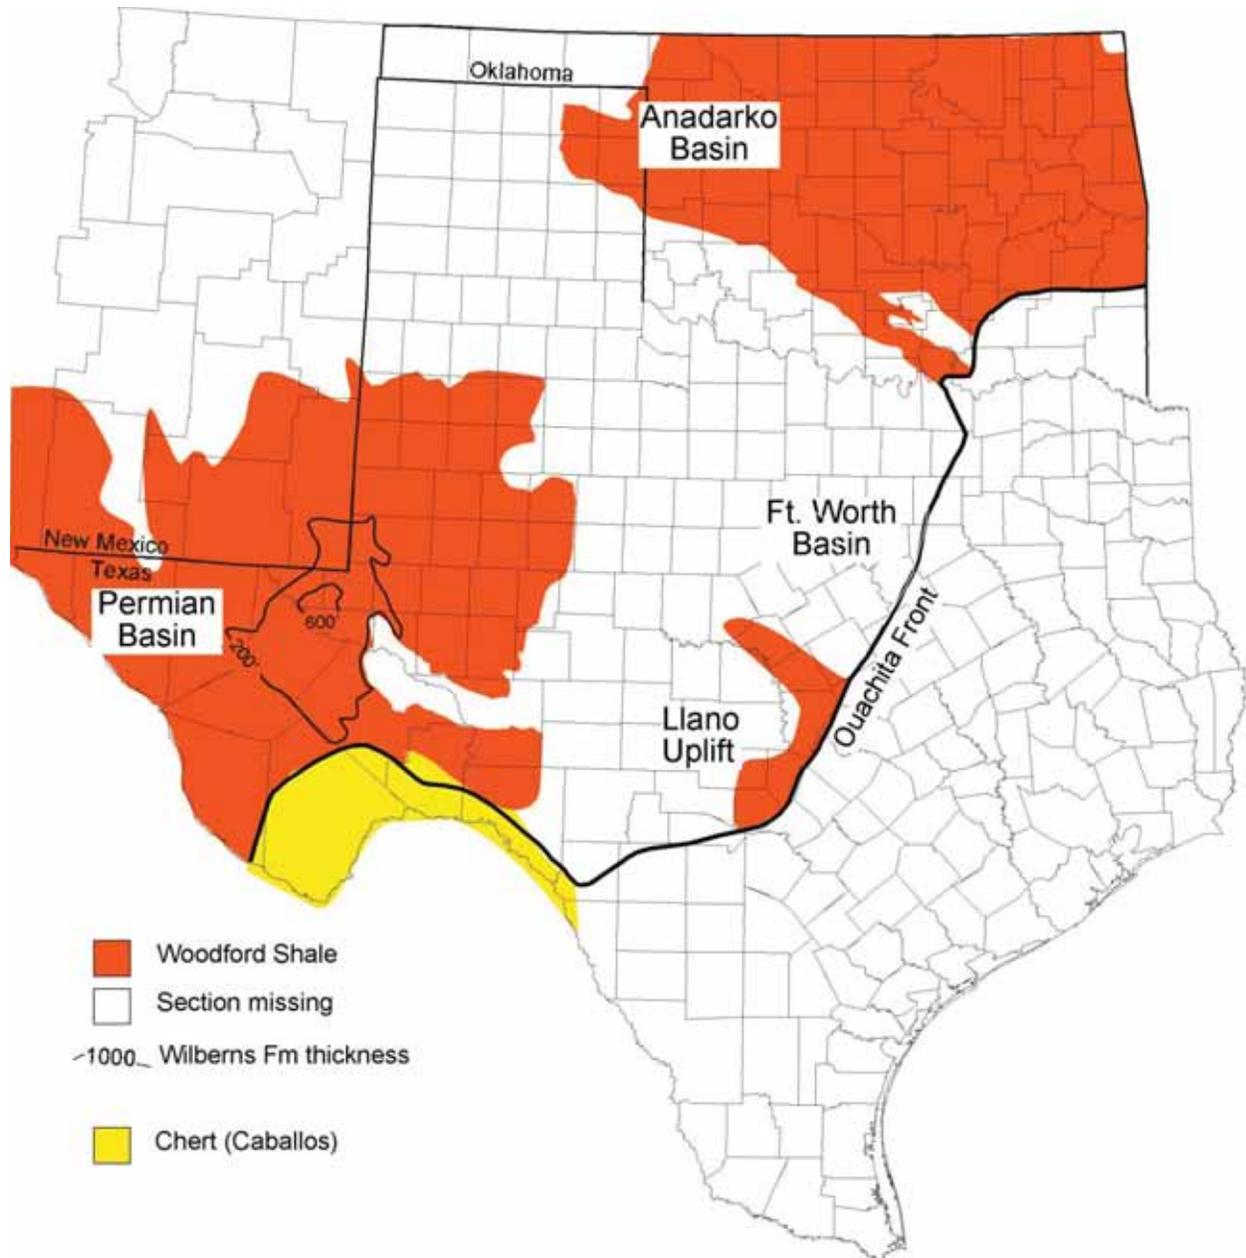 Oklahoma
Anadarko
Basin
Ft. Worth
Basin
New Mexico
Texas
Permian
Basin
600
200'
Llano
Uplift
Ouachita Front
Woodford Shale
Section missing
1000
Wilberns Fm thickness
Chert (Caballos)